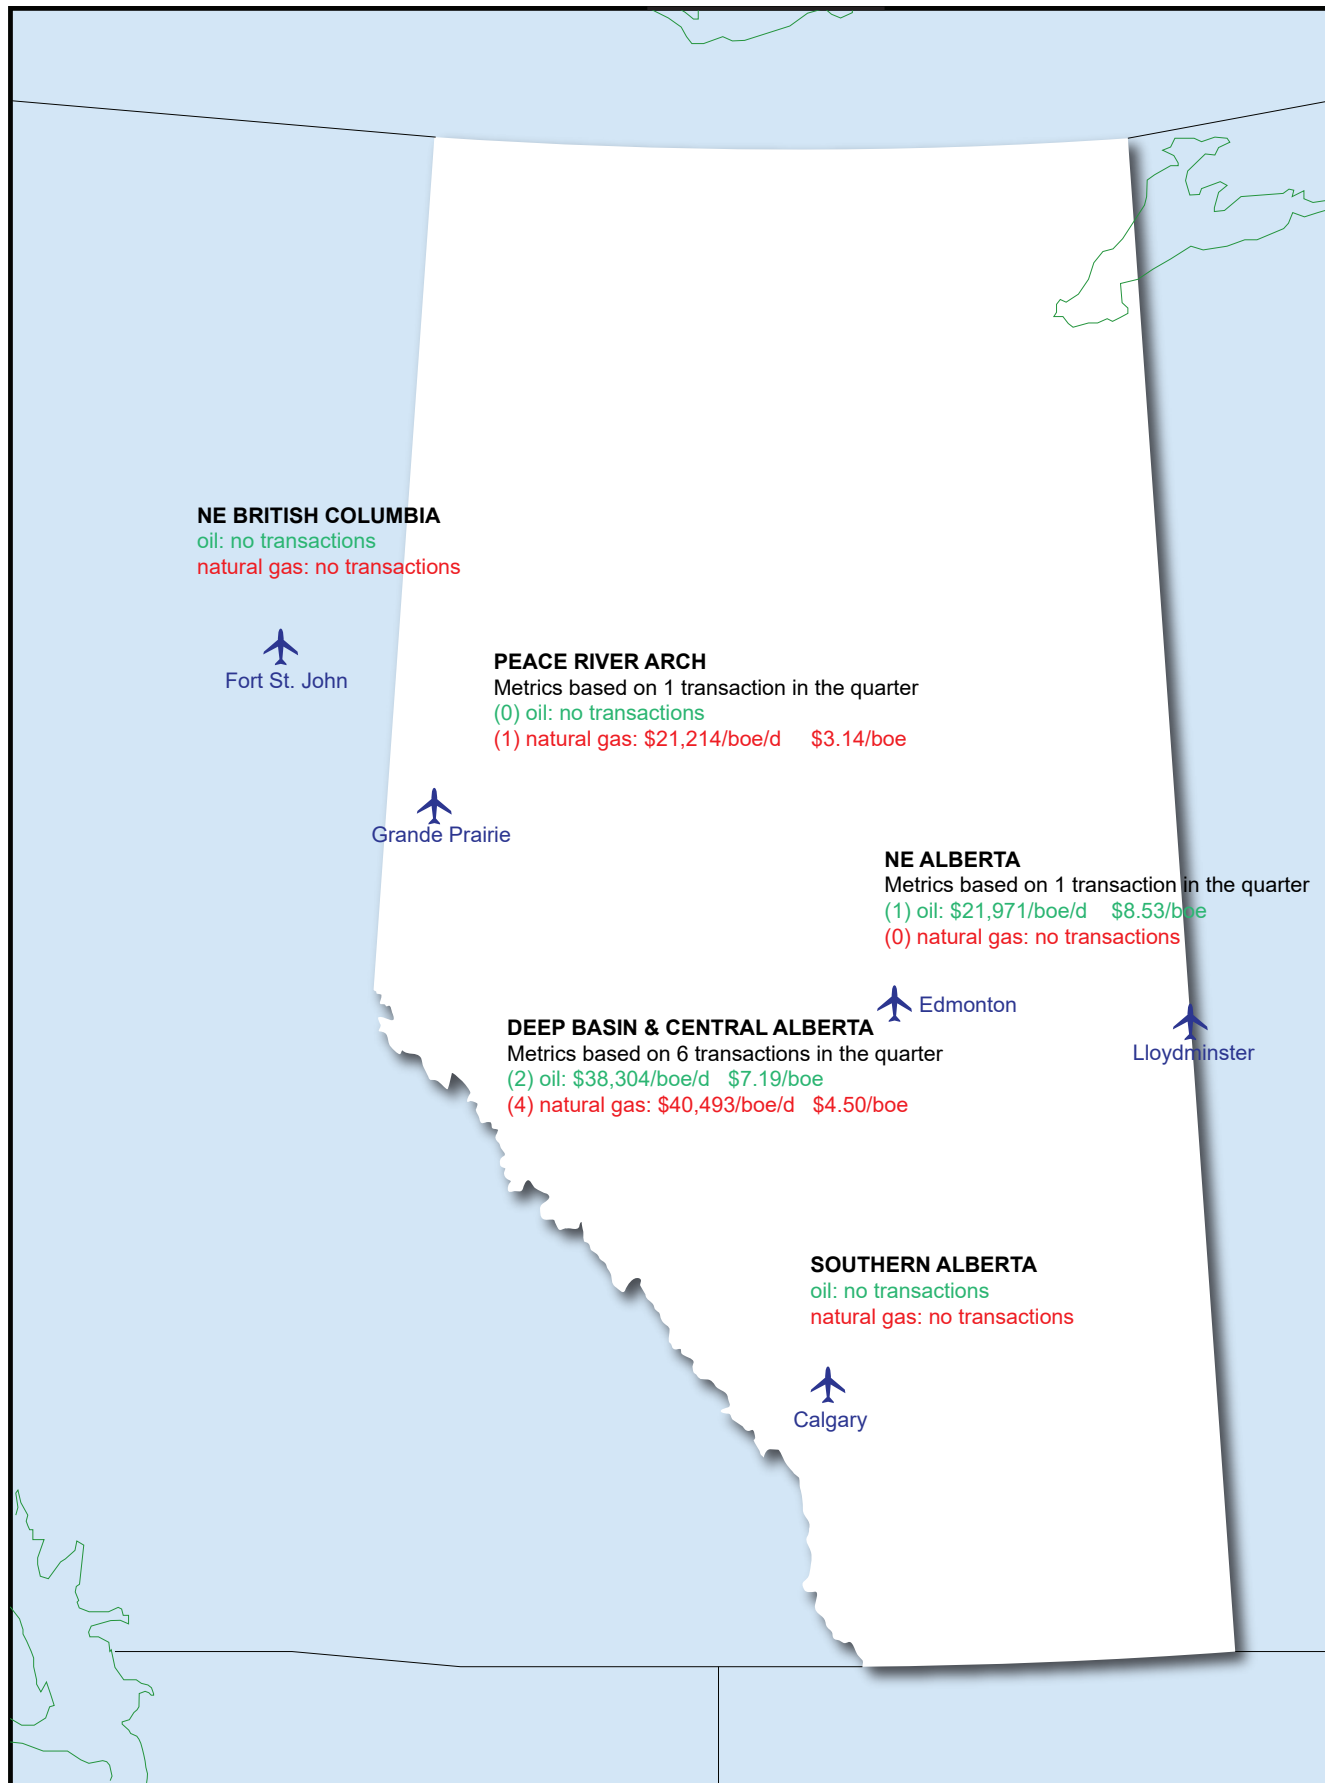 NE BRITISH COLUMBIA
oil: no transactions
natural gas: no transactions
Fort St. John
PEACE RIVER ARCH
Metrics based on 1 transaction in the quarter
(0) oil: no transactions
(1) natural gas: $21,214/boe/d $3.14/boe
Grande Prairie
NE ALBERTA
Metrics based on 1 transaction in the quarter
(1) oil: $21,971/boe/d $8.53/boe
(0) natural gas: no transactions
Edmonton
Lloydminster
DEEP BASIN & CENTRAL ALBERTA
Metrics based on 6 transactions in the quarter
(2) oil: $38,304/boe/d $7.19/boe
(4) natural gas: $40,493/boe/d $4.50/boe
SOUTHERN ALBERTA
oil: no transactions
natural gas: no transactions
Calgary